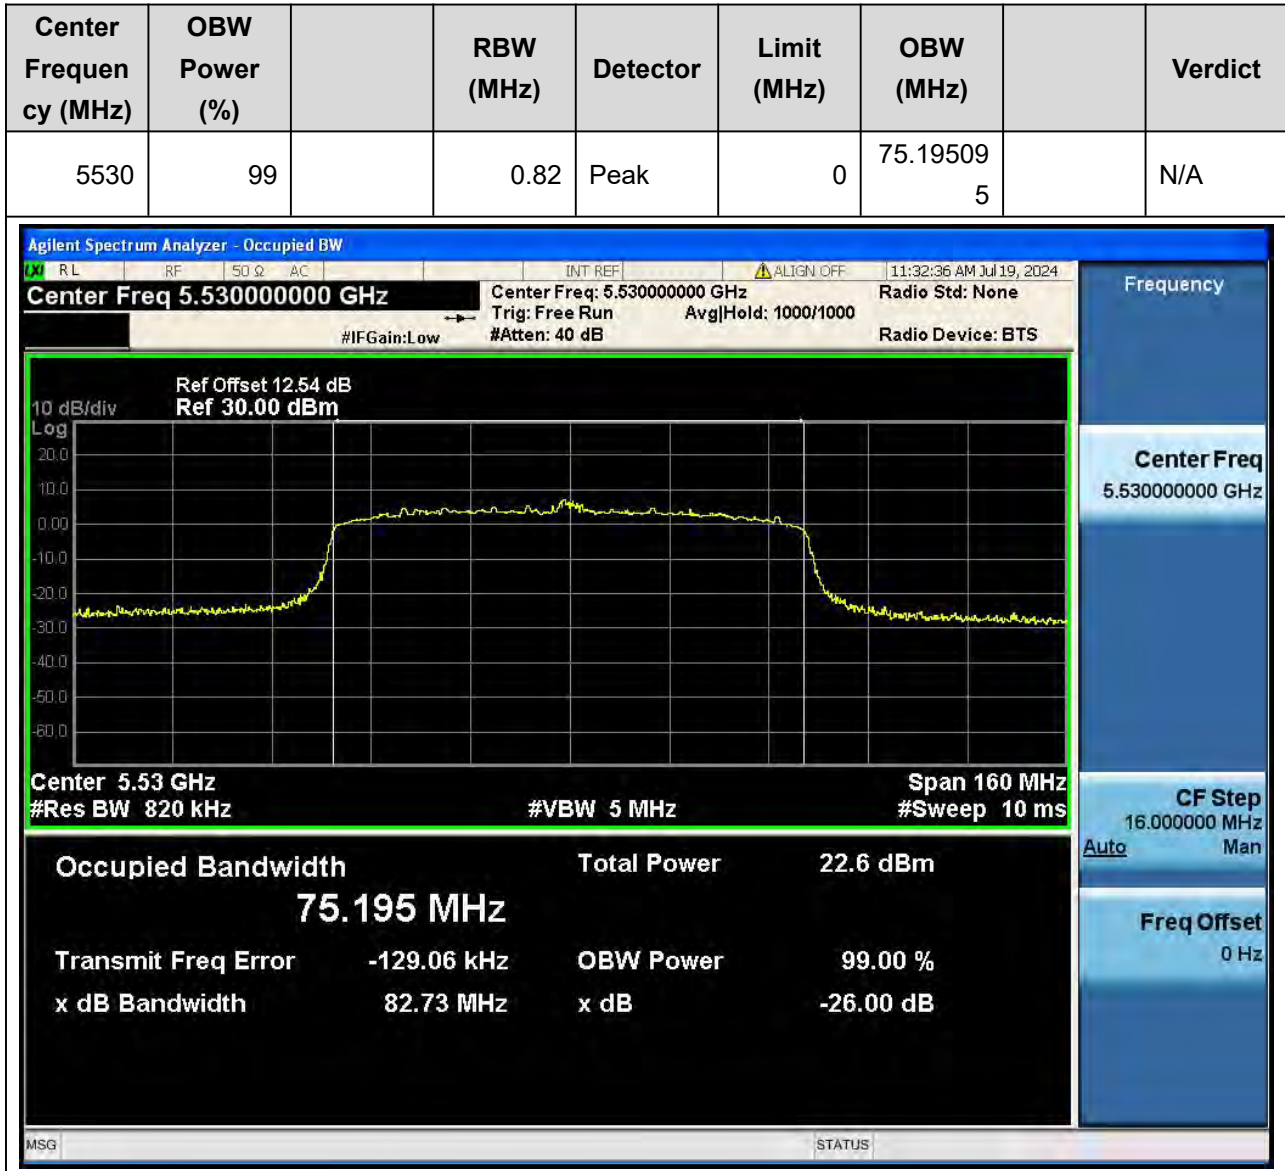 Center Frequency (MHz) OBW Power (%) RBW (MHz) Detector Limit (MHz) OBW (MHz) Verdict
5530 99 0.82 Peak 0 75.195095 N/A
Agilent Spectrum Analyzer - Occupied BW
LXI RL RF 50 Ω AC INT REF ALIGN OFF 11:32:36 AM Jul 19, 2024
Center Freq 5.530000000 GHz
Center Freq: 5.530000000 GHz
Radio Std: None
Trig: Free Run Avg|Hold: 1000/1000
#IFGain:Low #Atten: 40 dB
Radio Device: BTS
Ref Offset 12.54 dB
10 dB/div Ref 30.00 dBm
Log
20.0
10.0
0.00
-10.0
-20.0
-30.0
-40.0
-50.0
-60.0
Center 5.53 GHz Span 160 MHz
#Res BW 820 kHz #VBW 5 MHz #Sweep 10 ms
Occupied Bandwidth Total Power 22.6 dBm
75.195 MHz
Transmit Freq Error -129.06 kHz OBW Power 99.00 %
x dB Bandwidth 82.73 MHz x dB -26.00 dB
Frequency
Center Freq
5.530000000 GHz
CF Step
16.000000 MHz
Auto Man
Freq Offset
0 Hz
MSG STATUS